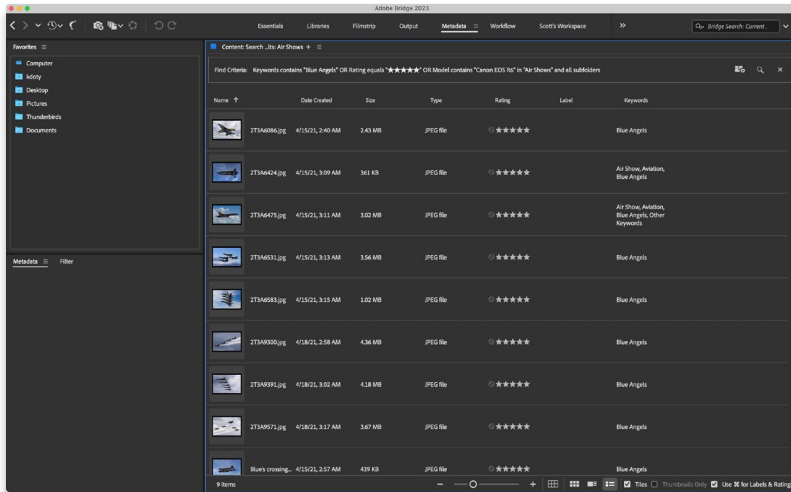 Adobe Bridge 2023
Essentials Libraries Filmstrip Output Metadata Workflow Scott's Workspace >> Bridge Search: Current .
Favorites
Computer
kdoty
Desktop
Pictures
Thunderbirds
Documents
Metadata Filter
Content: Search ..lts: Air Shows
Find Criteria: Keywords contains "Blue Angels" OR Rating equals "★★★★★" OR Model contains "Canon EOS R6" in "Air Shows" and all subfolders
Name Date Created Size Type Rating Label Keywords
2T3A6086.jpg 4/15/21, 2:40 AM 2.43 MB JPEG file ★★★★★ Blue Angels
2T3A6424.jpg 4/15/21, 3:09 AM 361 KB JPEG file ★★★★★ Air Show, Aviation,
Blue Angels
2T3A6475.jpg 4/15/21, 3:11 AM 3.02 MB JPEG file ★★★★★ Air Show, Aviation,
Blue Angels, Other
Keywords
2T3A6531.jpg 4/15/21, 3:13 AM 3.56 MB JPEG file ★★★★★ Blue Angels
2T3A6583.jpg 4/15/21, 3:15 AM 1.02 MB JPEG file ★★★★★ Blue Angels
2T3A9300.jpg 4/18/21, 2:58 AM 4.36 MB JPEG file ★★★★★ Blue Angels
2T3A9391.jpg 4/18/21, 3:02 AM 4.18 MB JPEG file ★★★★★ Blue Angels
2T3A9571.jpg 4/18/21, 3:17 AM 3.67 MB JPEG file ★★★★★ Blue Angels
Blue's crossing... 4/15/21, 2:57 AM 439 KB JPEG file ★★★★★ Blue Angels
9 items Tiles Thumbnails Only Use ⌘ for Labels & Rating